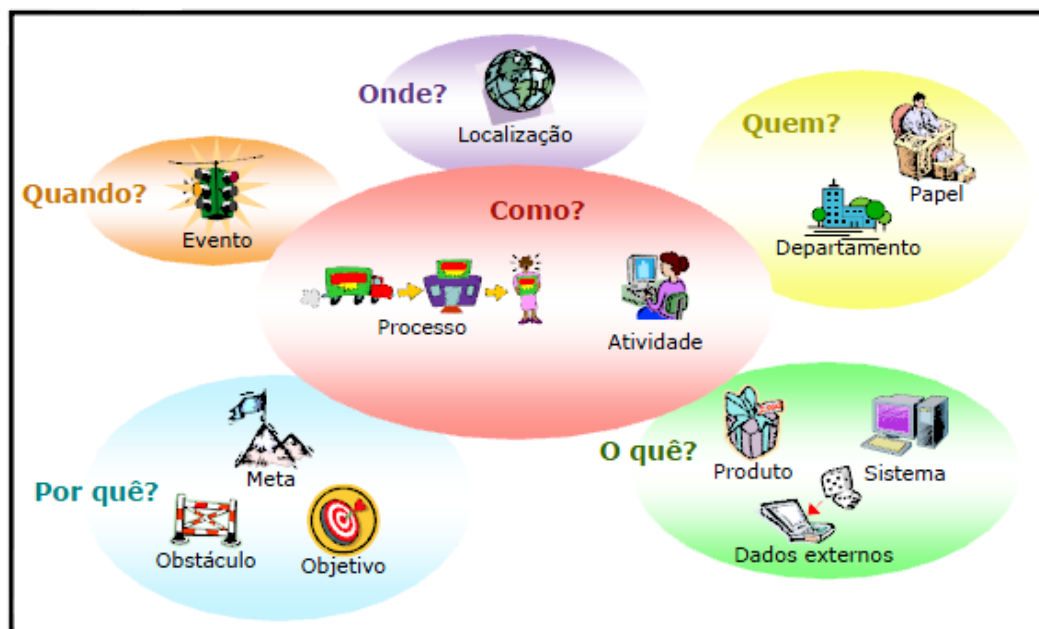 Onde?
Localização
Quem?
Papel
Departamento
Quando?
Evento
Como?
Processo
Atividade
Por quê?
Meta
Obstáculo
Objetivo
O quê?
Produto
Sistema
Dados externos